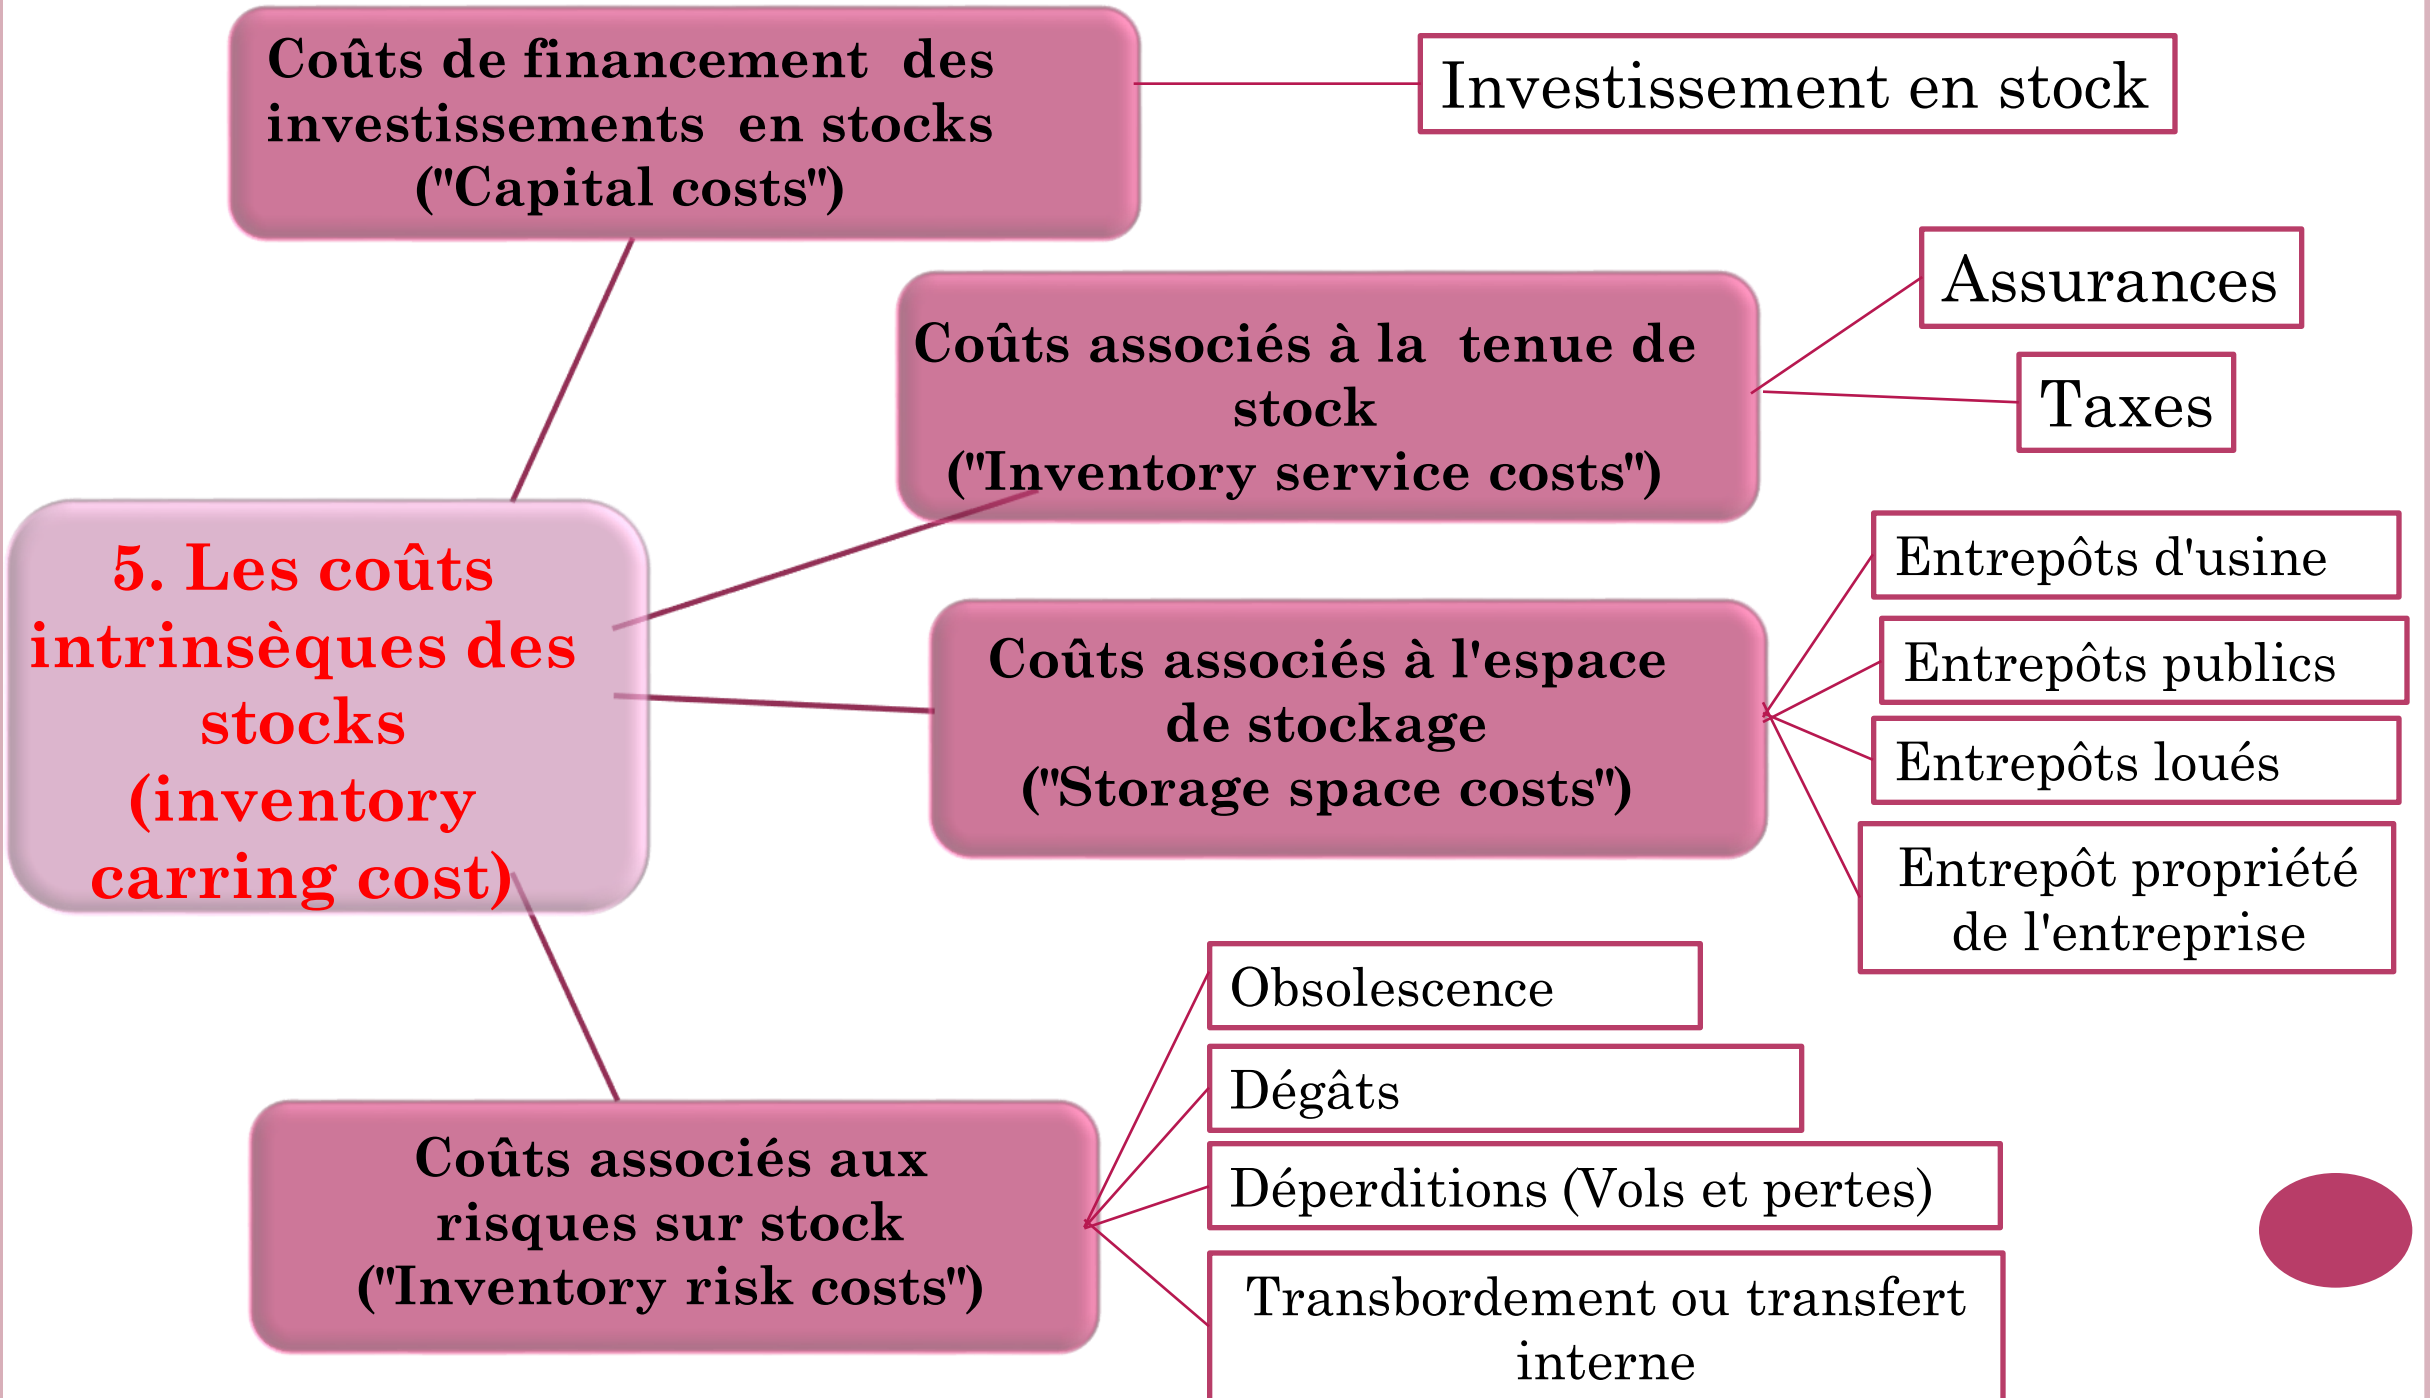 Coûts de financement des
investissements en stocks
("Capital costs")
Investissement en stock
Coûts associés à la tenue de
stock
("Inventory service costs")
Assurances
Taxes
5. Les coûts
intrinsèques des
stocks
(inventory
carring cost)
Coûts associés à l'espace
de stockage
("Storage space costs")
Entrepôts d'usine
Entrepôts publics
Entrepôts loués
Entrepôt propriété
de l'entreprise
Coûts associés aux
risques sur stock
("Inventory risk costs")
Obsolescence
Dégâts
Déperditions (Vols et pertes)
Transbordement ou transfert
interne